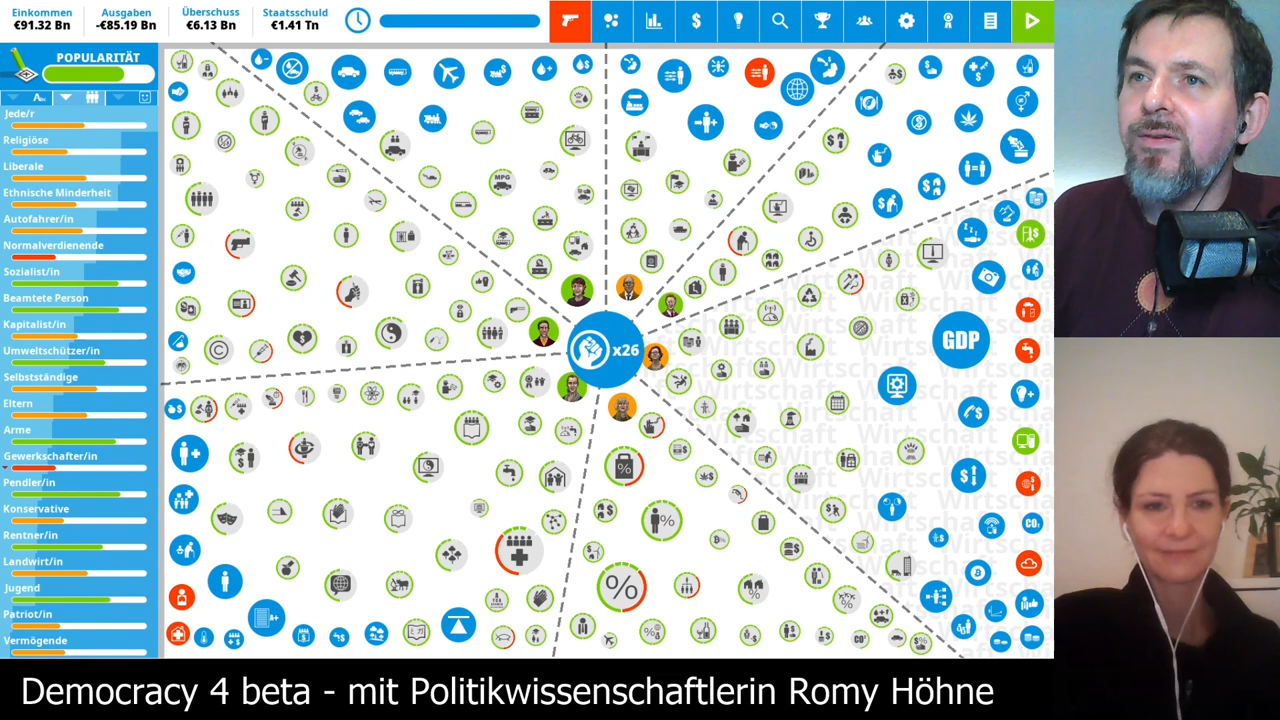 Einkommen Ausgaben Überschuss Staatsschuld
€91.32 Bn -€85.19 Bn €6.13 Bn €1.41 Tn
POPULARITÄT
Jede/r
Religiöse
Liberale
Ethnische Minderheit
Autofahrer/in
Normalverdienende
Sozialist/in
Beamtete Person
Kapitalist/in
Umweltschützer/in
Selbstständige
Eltern
Arme
Gewerkschafter/in
Pendler/in
Konservative
Rentner/in
Landwirt/in
Jugend
Patriot/in
Vermögende
x26
GDP
MPG
Wirtschaft
CO²
Democracy 4 beta - mit Politikwissenschaftlerin Romy Höhne